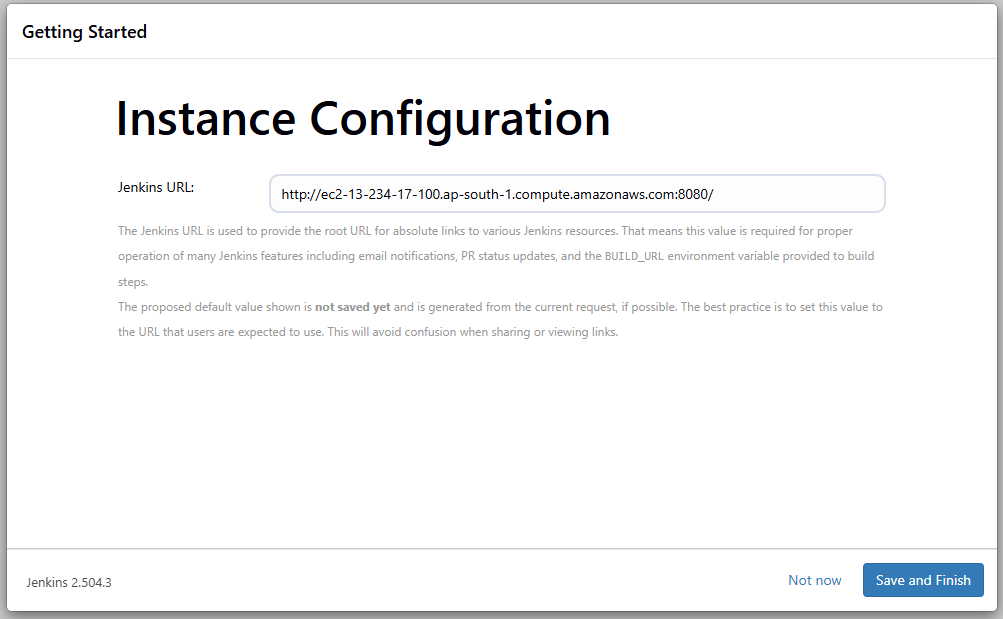 Getting Started
Instance Configuration
Jenkins URL:
http://ec2-13-234-17-100.ap-south-1.compute.amazonaws.com:8080/
The Jenkins URL is used to provide the root URL for absolute links to various Jenkins resources. That means this value is required for proper
operation of many Jenkins features including email notifications, PR status updates, and the BUILD_URL environment variable provided to build
steps.
The proposed default value shown is not saved yet and is generated from the current request, if possible. The best practice is to set this value to
the URL that users are expected to use. This will avoid confusion when sharing or viewing links.
Jenkins 2.504.3
Not now
Save and Finish